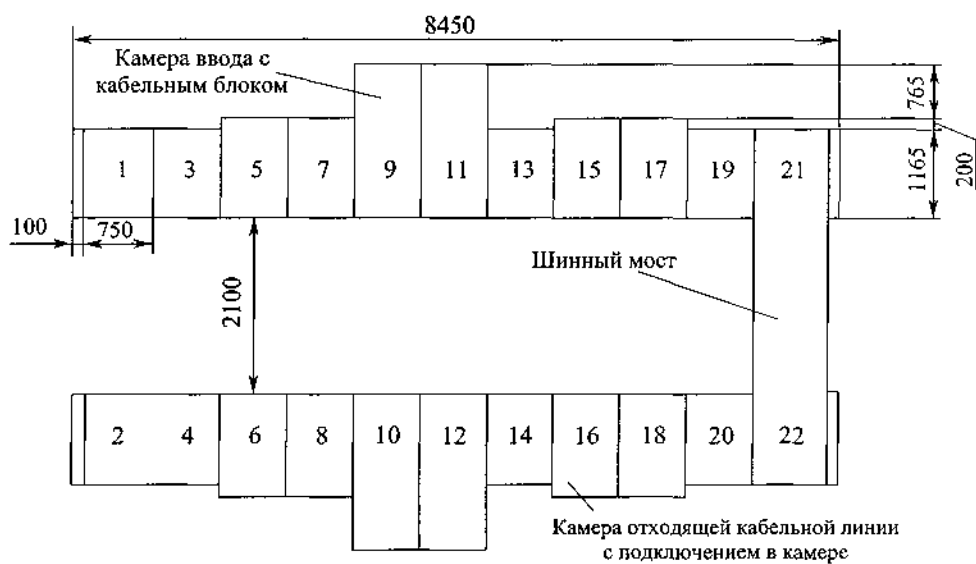 8450
Камера ввода с
кабельным блоком
765
200
1165
1 3 5 7 9 11 13 15 17 19 21
100
750
2100
Шинный мост
2 4 6 8 10 12 14 16 18 20 22
Камера отходящей кабельной линии
с подключением в камере